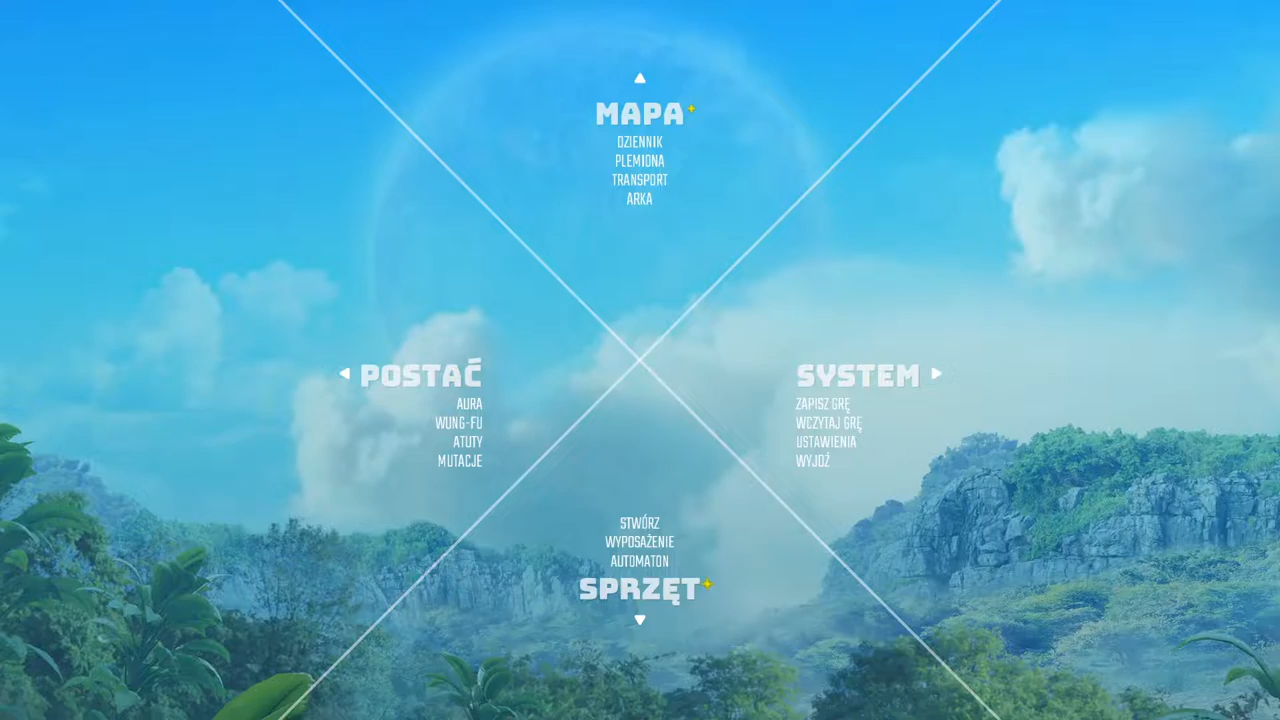 MAPA
DZIENNIK
PLEMIONA
TRANSPORT
ARKA
POSTAĆ
AURA
WUNG-FU
ATUTY
MUTACJE
SYSTEM
ZAPISZ GRĘ
WCZYTAJ GRĘ
USTAWIENIA
WYJDŹ
STWÓRZ
WYPOSAŻENIE
AUTOMATON
SPRZĘT